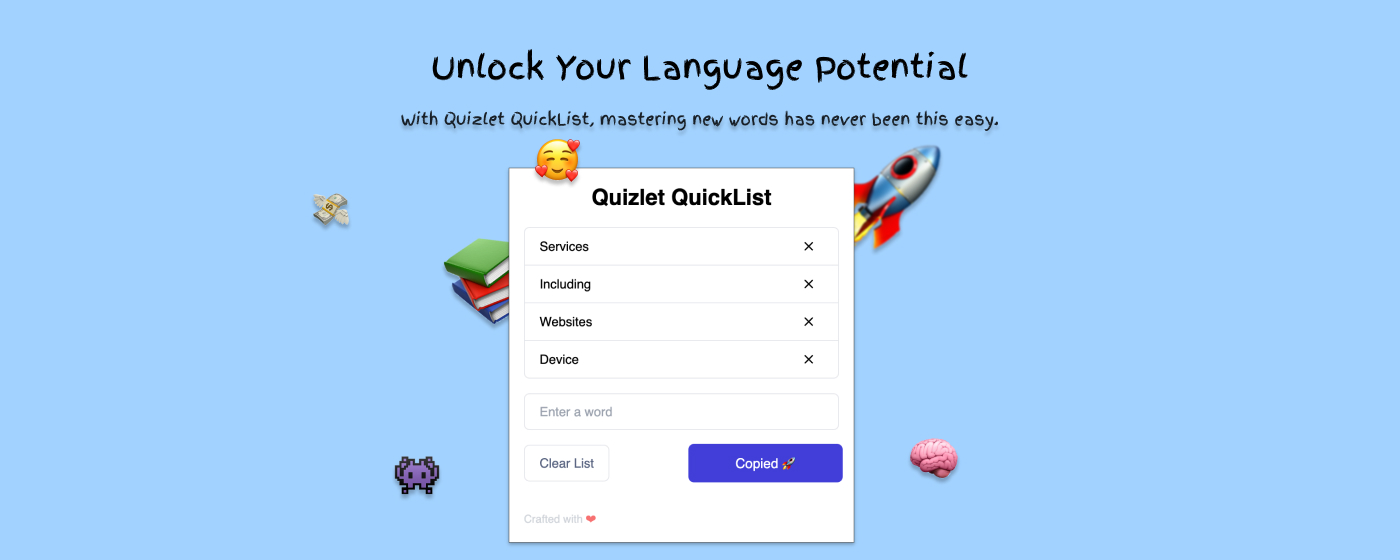 Unlock Your Language Potential
With Quizlet QuickList, mastering new words has never been this easy.
Quizlet QuickList
Services
Including
Websites
Device
Enter a word
Clear List
Copied 🚀
Crafted with ❤